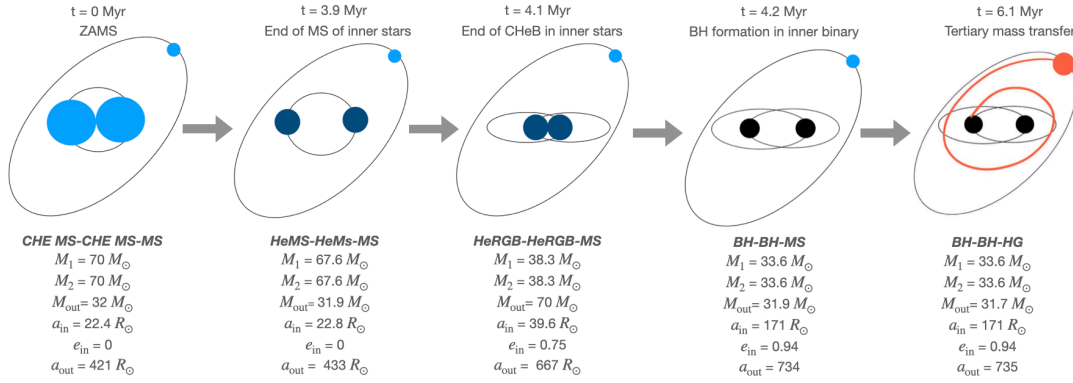 t = 0 Myr
ZAMS
t = 3.9 Myr
End of MS of inner stars
t = 4.1 Myr
End of CHeB in inner stars
t = 4.2 Myr
BH formation in inner binary
t = 6.1 Myr
Tertiary mass transfer
CHE MS-CHE MS-MS
M₁ = 70 M☉
M₂ = 70 M☉
Mout= 32 M☉
ain = 22.4 R☉
ein = 0
aout = 421 R☉
HeMS-HeMs-MS
M₁ = 67.6 M☉
M₂ = 67.6 M☉
Mout= 31.9 M☉
ain = 22.8 R☉
ein = 0
aout = 433 R☉
HeRGB-HeRGB-MS
M₁ = 38.3 M☉
M₂ = 38.3 M☉
Mout= 70 M☉
ain = 39.6 R☉
ein = 0.75
aout = 667 R☉
BH-BH-MS
M₁ = 33.6 M☉
M₂ = 33.6 M☉
Mout= 31.9 M☉
ain = 171 R☉
ein = 0.94
aout = 734
BH-BH-HG
M₁ = 33.6 M☉
M₂ = 33.6 M☉
Mout= 31.7 M☉
ain = 171 R☉
ein = 0.94
aout = 735